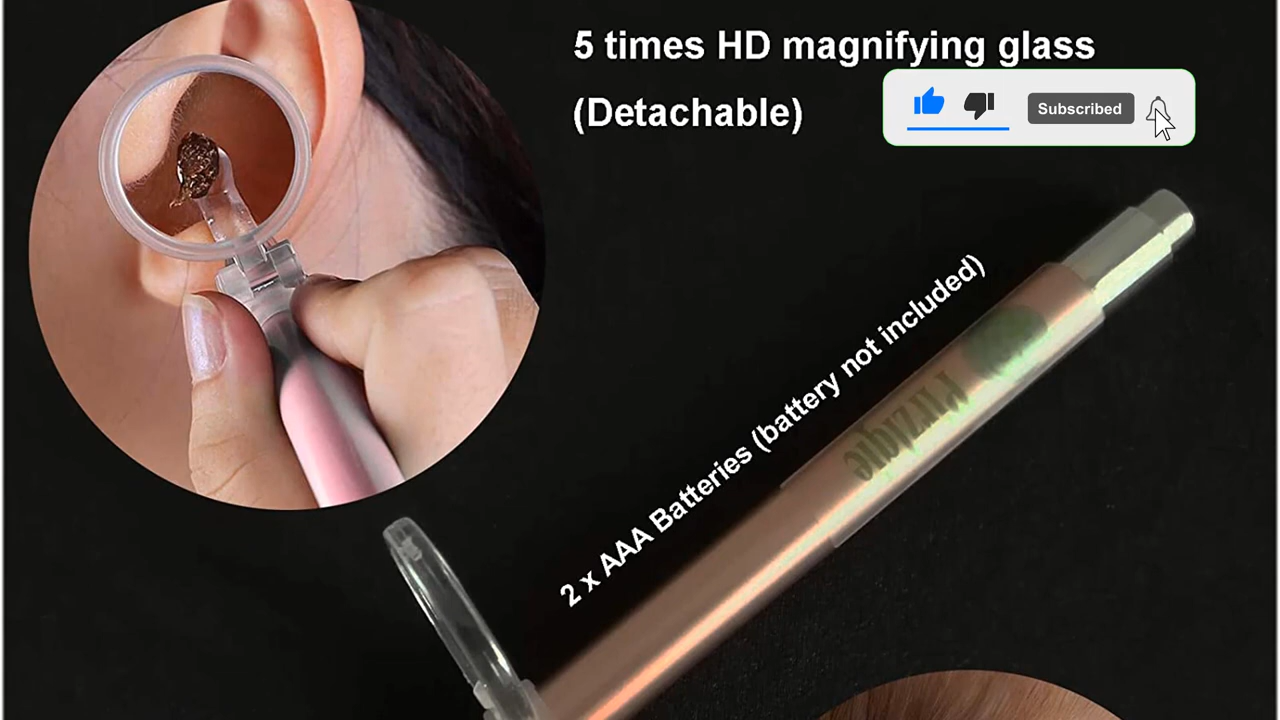 5 times HD magnifying glass
(Detachable)
Subscribed
2 x AAA Batteries (battery not included)